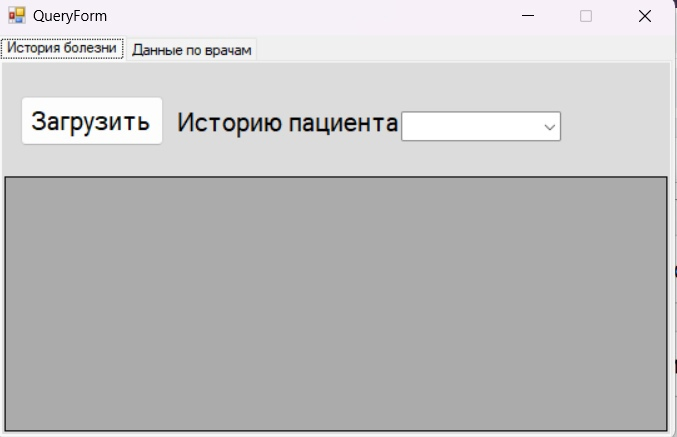 QueryForm
История болезни
Данные по врачам
Загрузить
Историю пациента